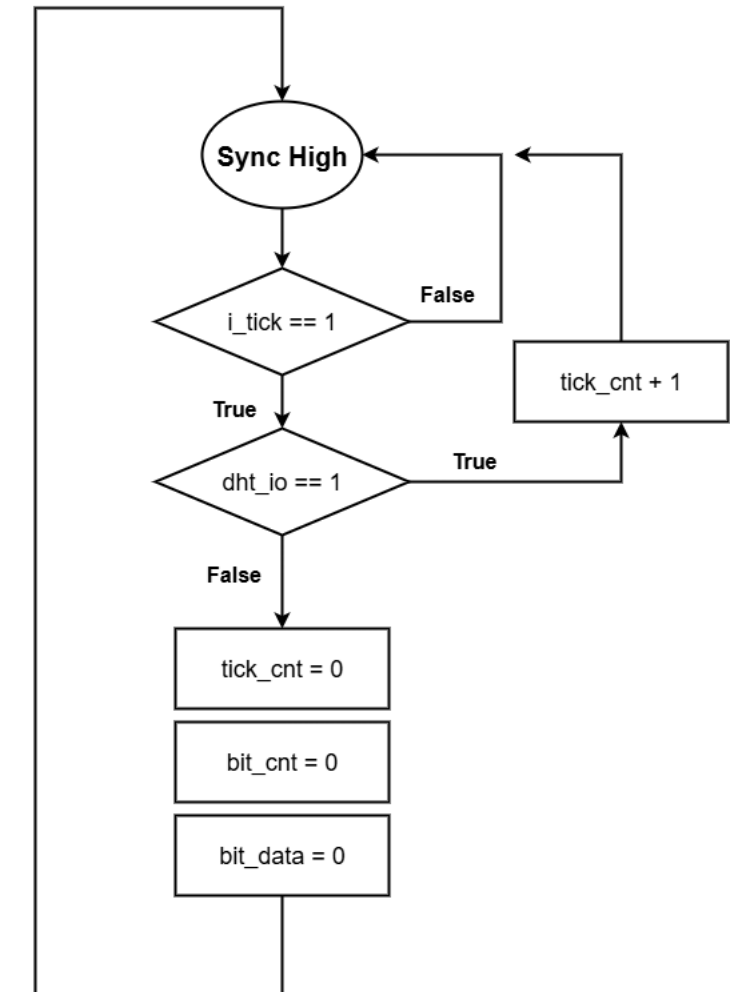 Sync High
i_tick == 1
False
tick_cnt + 1
True
dht_io == 1
True
False
tick_cnt = 0
bit_cnt = 0
bit_data = 0